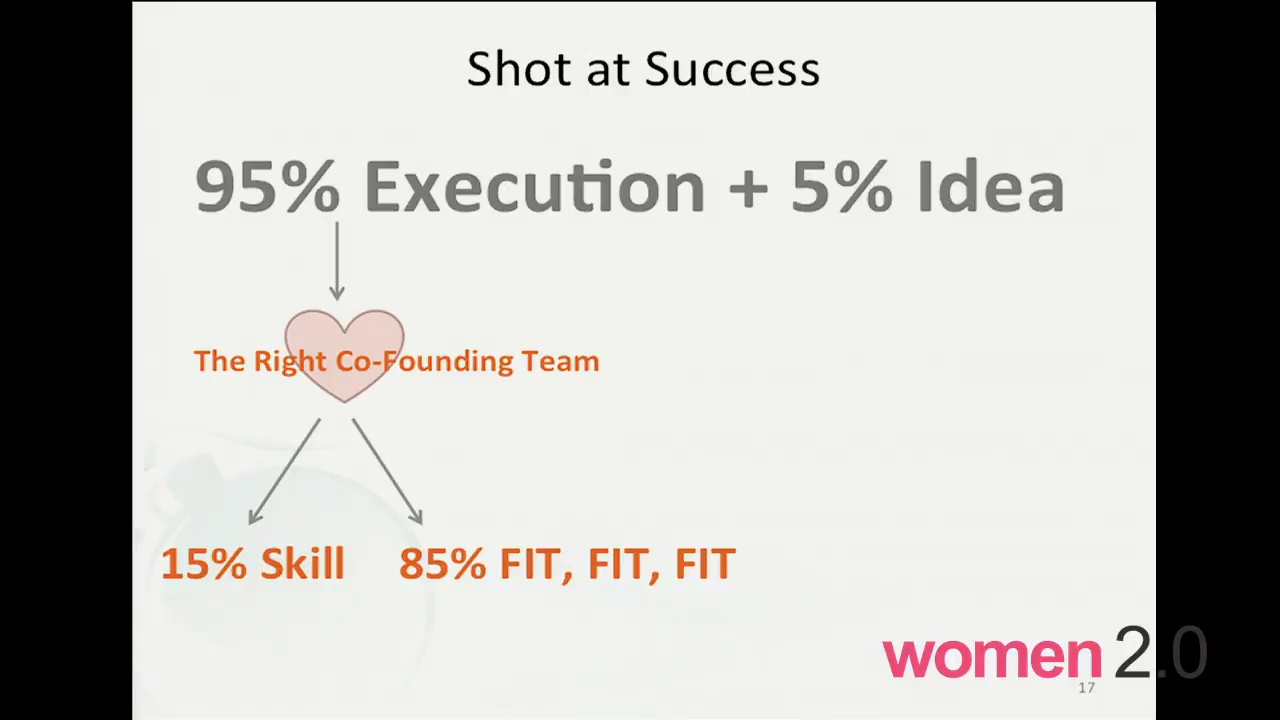 Shot at Success
95% Execution + 5% Idea
The Right Co-Founding Team
15% Skill 85% FIT, FIT, FIT
women 2.0
17